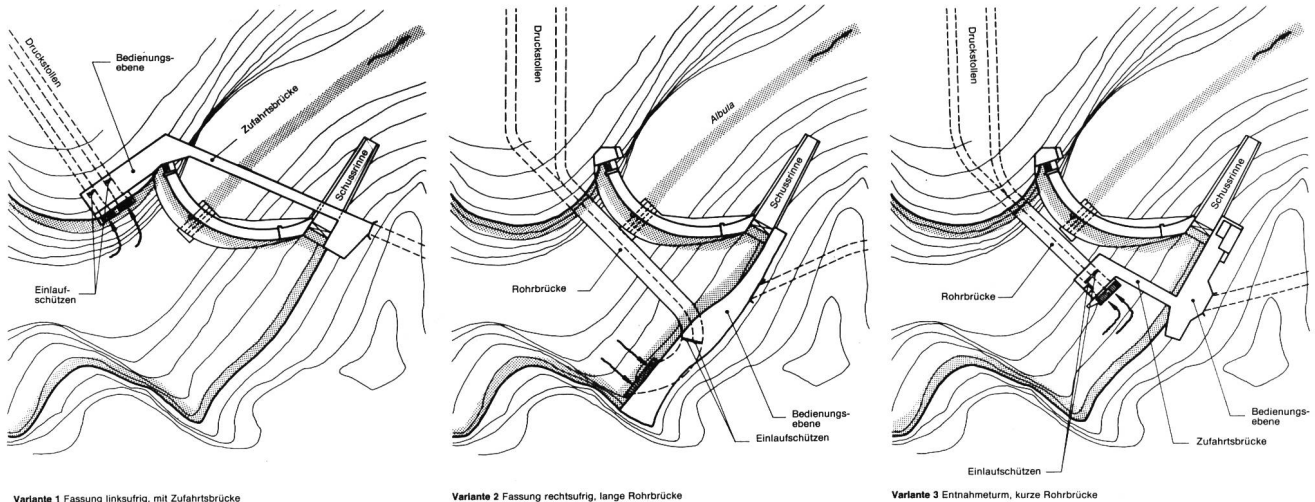 Druckstollen
Bedienungs-
ebene
Zufahrtsbrücke
Schussrinne
Einlauf-
schützen
Variante 1 Fassung linksufrig, mit Zufahrtsbrücke
Druckstollen
Albula
Schussrinne
Rohrbrücke
Bedienungs-
ebene
Einlaufschützen
Variante 2 Fassung rechtsufrig, lange Rohrbrücke
Druckstollen
Schussrinne
Rohrbrücke
Bedienungs-
ebene
Zufahrtsbrücke
Einlaufschützen
Variante 3 Entnahmeturm, kurze Rohrbrücke